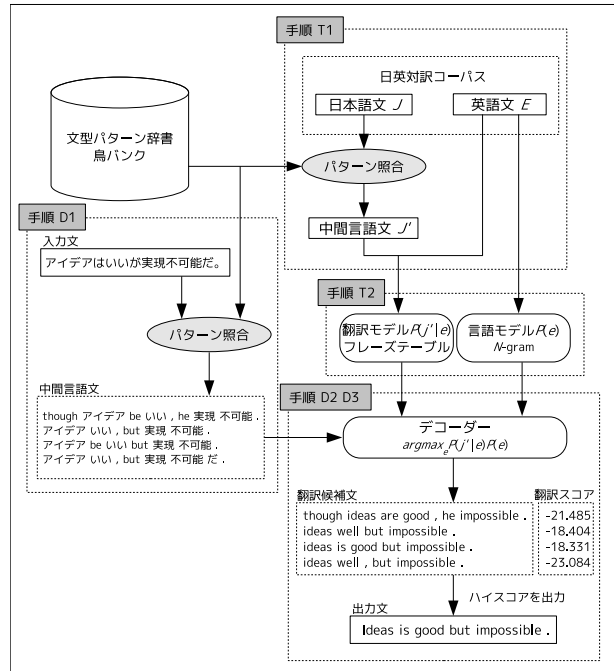 手順 T1
日英対訳コーパス
日本語文 J
英語文 E
文型パターン辞書
鳥バンク
パターン照合
中間言語文 J'
手順 D1
入力文
アイデアはいいが実現不可能だ。
パターン照合
中間言語文
though アイデア be いい , he 実現 不可能 .
アイデア いい , but 実現 不可能 .
アイデア be いい but 実現 不可能 .
アイデア いい , but 実現 不可能 だ .
手順 T2
翻訳モデルP(j'|e)
フレーズテーブル
言語モデルP(e)
N-gram
手順 D2 D3
デコーダー
argmax_e P(j'|e)P(e)
翻訳候補文
though ideas are good , he impossible .
ideas well but impossible .
ideas is good but impossible .
ideas well , but impossible .
翻訳スコア
-21.485
-18.404
-18.331
-23.084
ハイスコアを出力
出力文
Ideas is good but impossible .